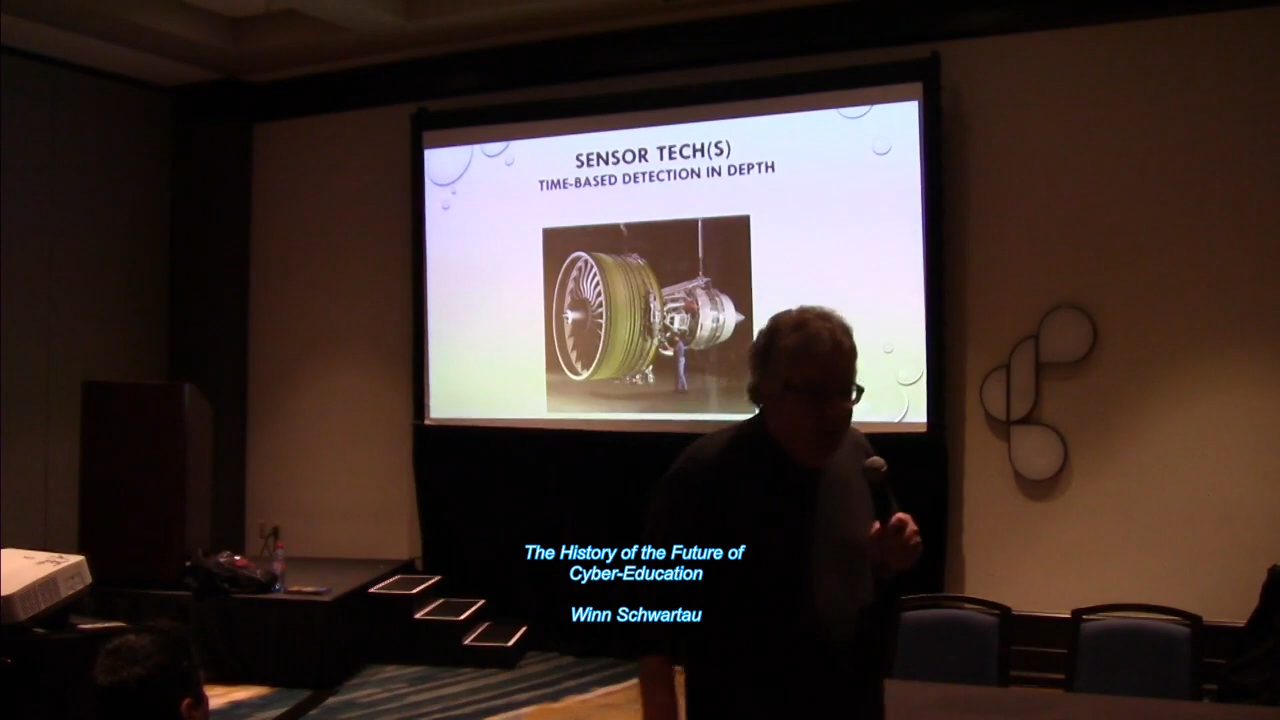 SENSOR TECH(S)
TIME-BASED DETECTION IN DEPTH
The History of the Future of
Cyber-Education
Winn Schwartau